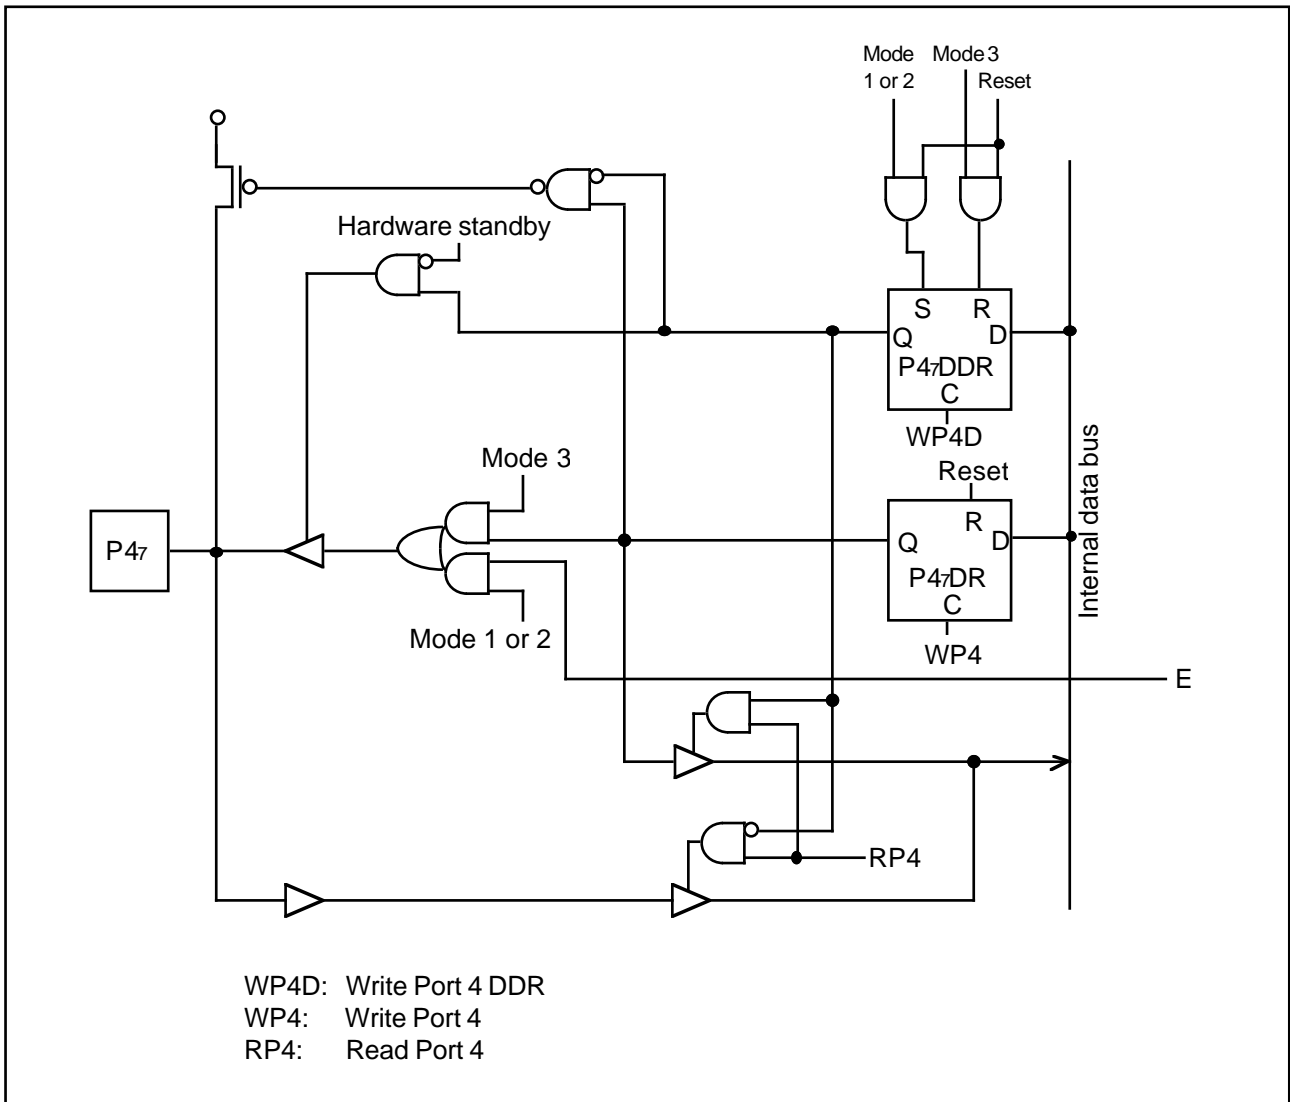 Mode Mode 3
1 or 2 Reset
Hardware standby
S R
Q D
P47DDR
C
WP4D
Mode 3
Reset
Internal data bus
R
P47
Q D
P47DR
C
Mode 1 or 2
WP4
E
RP4
WP4D: Write Port 4 DDR
WP4: Write Port 4
RP4: Read Port 4